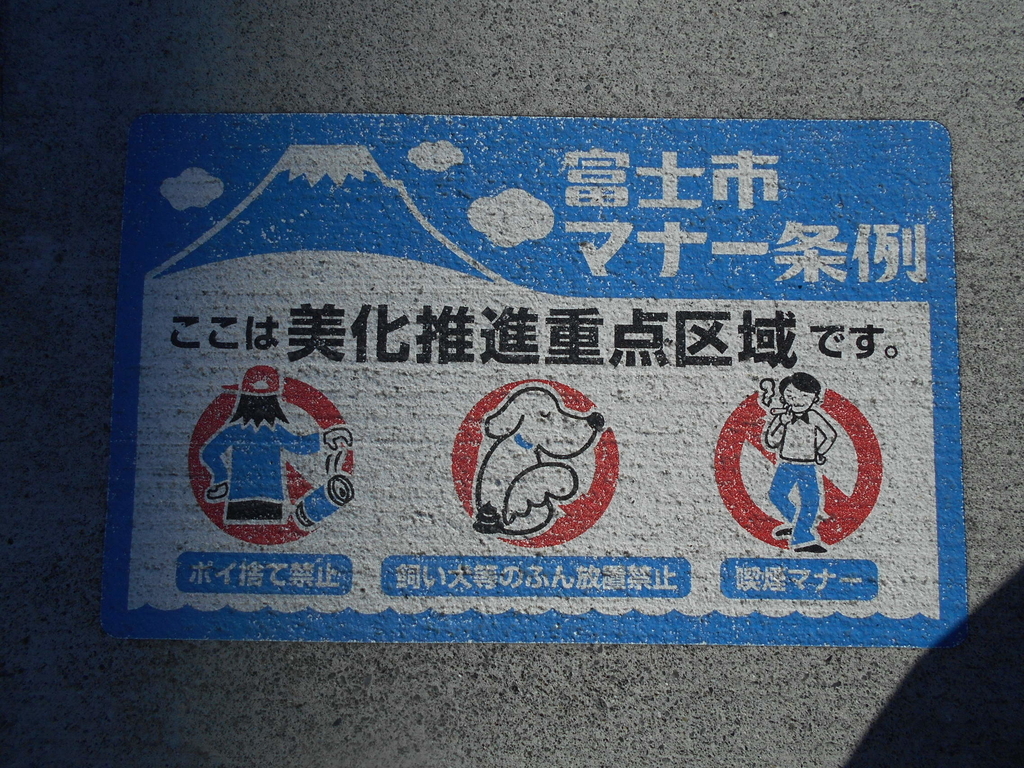 富士市
マナー条例
ここは美化推進重点区域です。
ポイ捨て禁止
飼い犬等のふん放置禁止
喫煙マナー